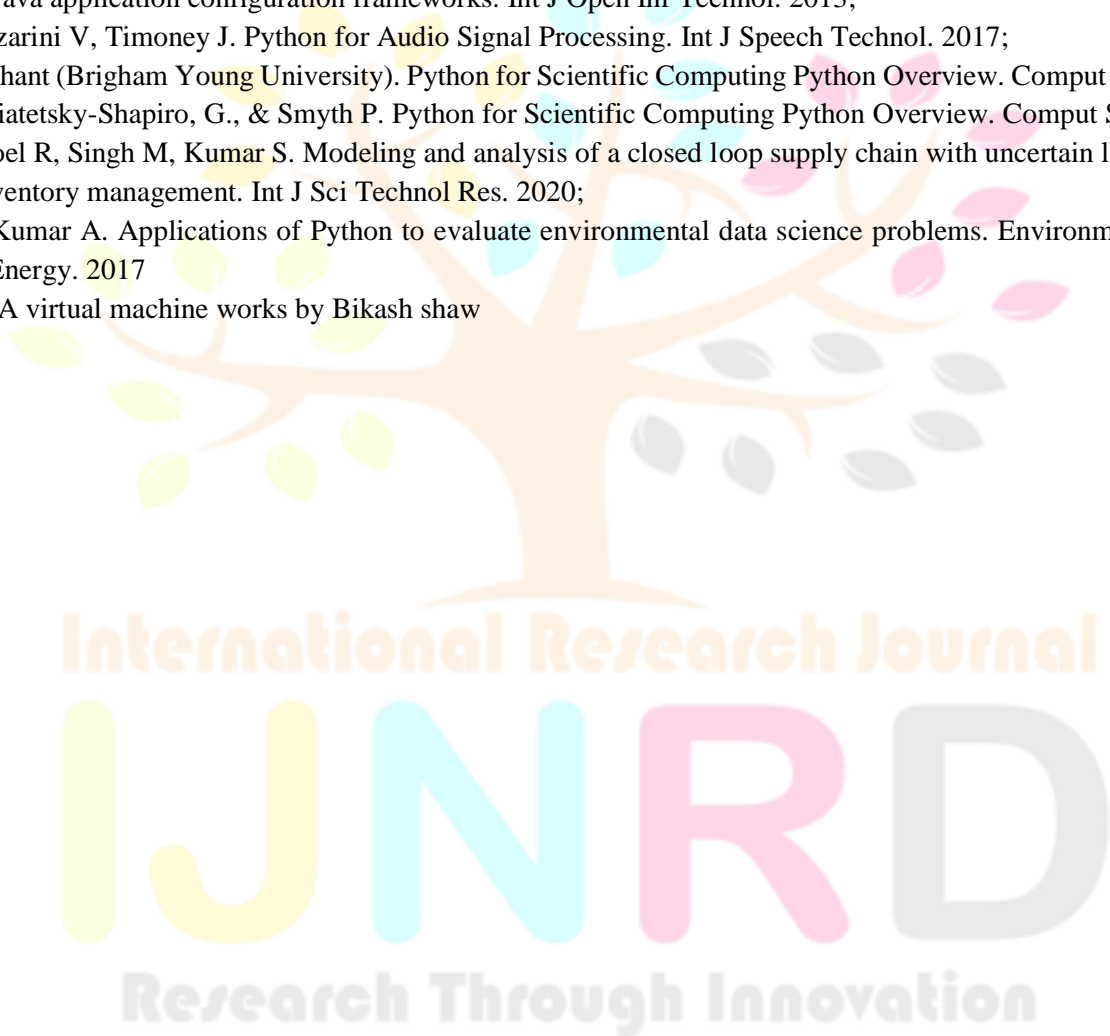 ava application configuration frameworks. Int J Open Inf Technol. 2013;
zarini V, Timoney J. Python for Audio Signal Processing. Int J Speech Technol. 2017;
hant (Brigham Young University). Python for Scientific Computing Python Overview. Comput
iatetsky-Shapiro, G., & Smyth P. Python for Scientific Computing Python Overview. Comput S
oel R, Singh M, Kumar S. Modeling and analysis of a closed loop supply chain with uncertain l
ventory management. Int J Sci Technol Res. 2020;
Kumar A. Applications of Python to evaluate environmental data science problems. Environm
Energy. 2017
A virtual machine works by Bikash shaw
International Research Journal
IJNRD
Research Through Innovation